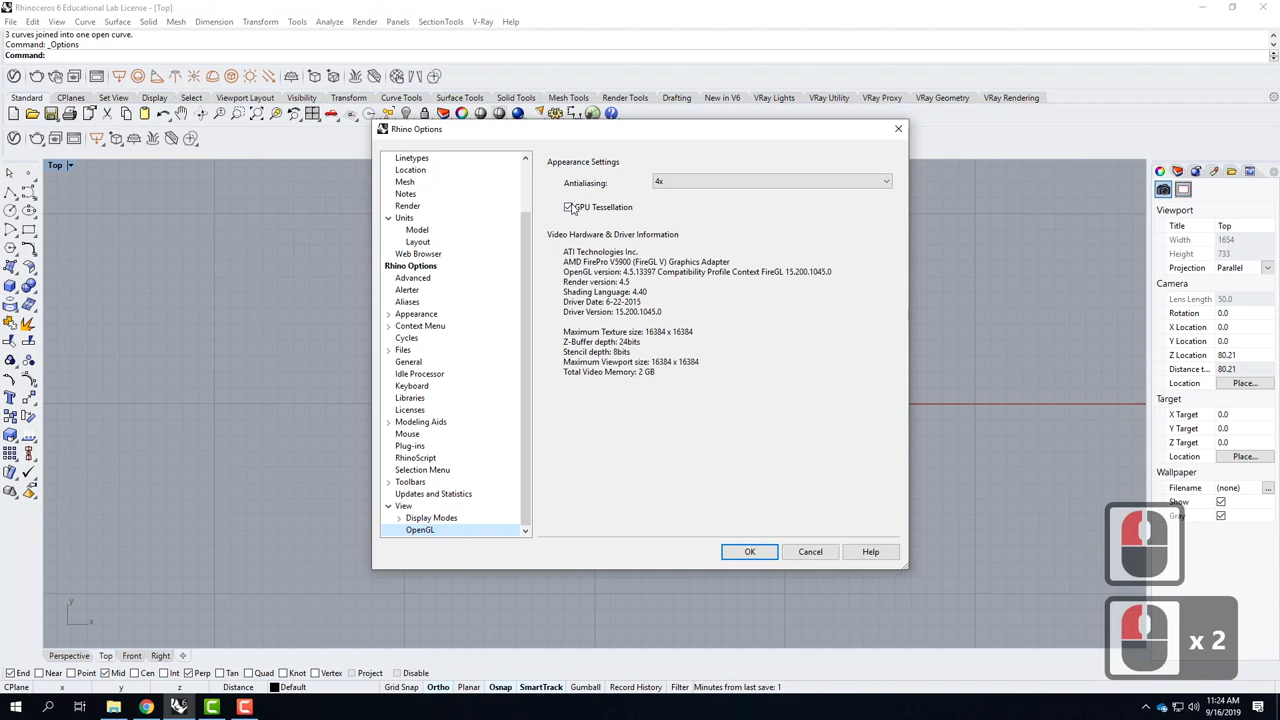 Rhinoceros 6 Educational Lab License - [Top]
File Edit View Curve Surface Solid Mesh Dimension Transform Tools Analyze Render Panels SectionTools V-Ray Help
3 curves joined into one open curve.
Command: _Options
Command:
Standard CPlanes Set View Display Select Viewport Layout Visibility Transform Curve Tools Surface Tools Solid Tools Mesh Tools Render Tools Drafting New in V6 VRay Lights VRay Utility VRay Proxy VRay Geometry VRay Rendering
Top
Rhino Options
Linetypes
Location
Mesh
Notes
Render
Units
Model
Layout
Web Browser
Rhino Options
Advanced
Alerter
Aliases
Appearance
Context Menu
Cycles
Files
General
Idle Processor
Keyboard
Libraries
Licenses
Modeling Aids
Mouse
Plug-ins
RhinoScript
Selection Menu
Toolbars
Updates and Statistics
View
Display Modes
OpenGL
Appearance Settings
Antialiasing: 4x
GPU Tessellation
Video Hardware & Driver Information
ATI Technologies Inc.
AMD FirePro V5900 (FireGL V) Graphics Adapter
OpenGL version: 4.5.13397 Compatibility Profile Context FireGL 15.200.1045.0
Render version: 4.5
Shading Language: 4.40
Driver Date: 6-22-2015
Driver Version: 15.200.1045.0
Maximum Texture size: 16384 x 16384
Z-Buffer depth: 24bits
Stencil depth: 8bits
Maximum Viewport size: 16384 x 16384
Total Video Memory: 2 GB
OK Cancel Help
Viewport
Title Top
Width 1654
Height 733
Projection Parallel
Camera
Lens Length 50.0
Rotation 0.0
X Location 0.0
Y Location 0.0
Z Location 80.21
Distance t... 80.21
Location Place...
Target
X Target 0.0
Y Target 0.0
Z Target 0.0
Location Place...
Wallpaper
Filename (none) ...
Show
Gray
x 2
y
x
Perspective Top Front Right
End Near Point Mid Cen Int Perp Tan Quad Knot Vertex Project Disable
CPlane x y z Distance Default Grid Snap Ortho Planar Osnap SmartTrack Gumball Record History Filter Minutes from last save: 1
11:24 AM
9/16/2019